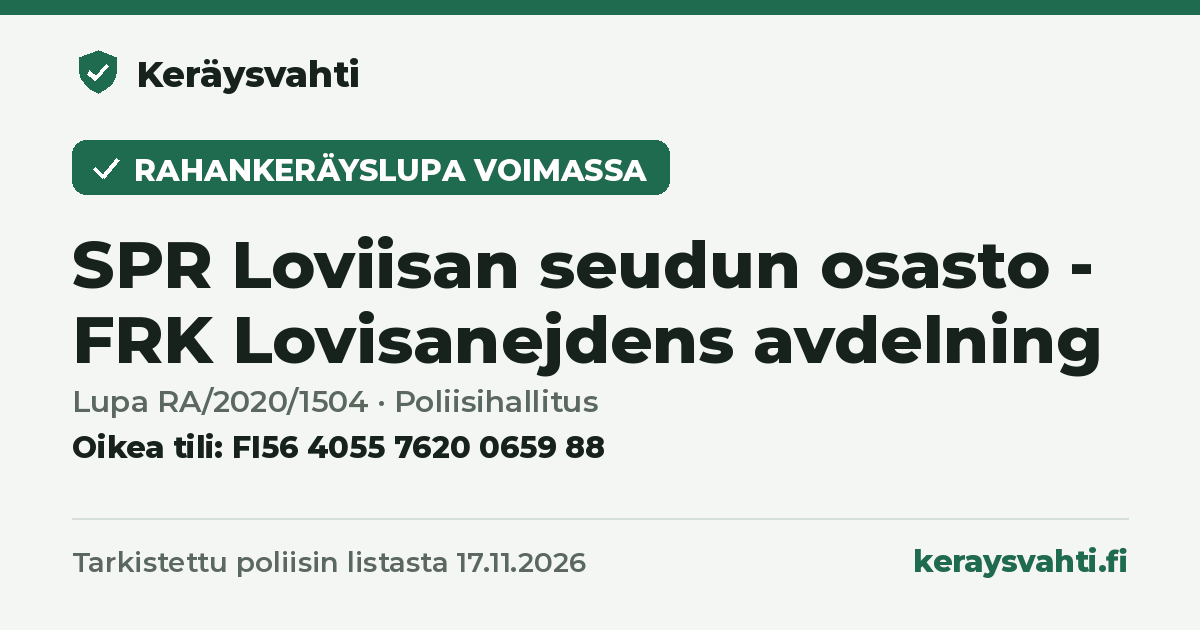 Keräysvahti
RAHANKERÄYSLUPA VOIMASSA
SPR Loviisan seudun osasto -
FRK Lovisanejdens avdelning
Lupa RA/2020/1504 · Poliisihallitus
Oikea tili: FI56 4055 7620 0659 88
Tarkistettu poliisin listasta 17.11.2026
keraysvahti.fi